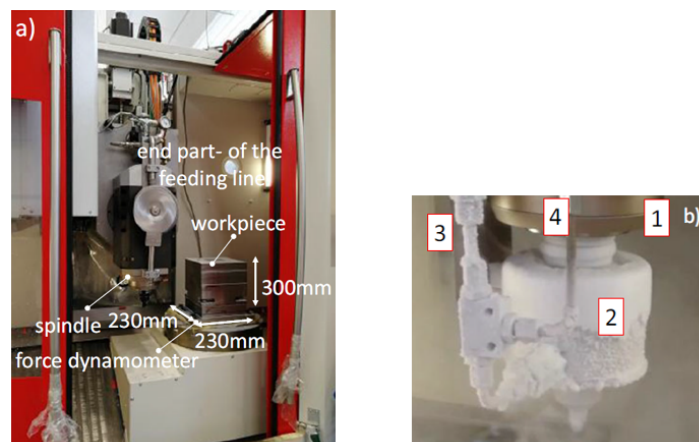 a)
end part- of the
feeding line
workpiece
300mm
spindle
230mm
230mm
force dynamometer
b)
4
1
3
2